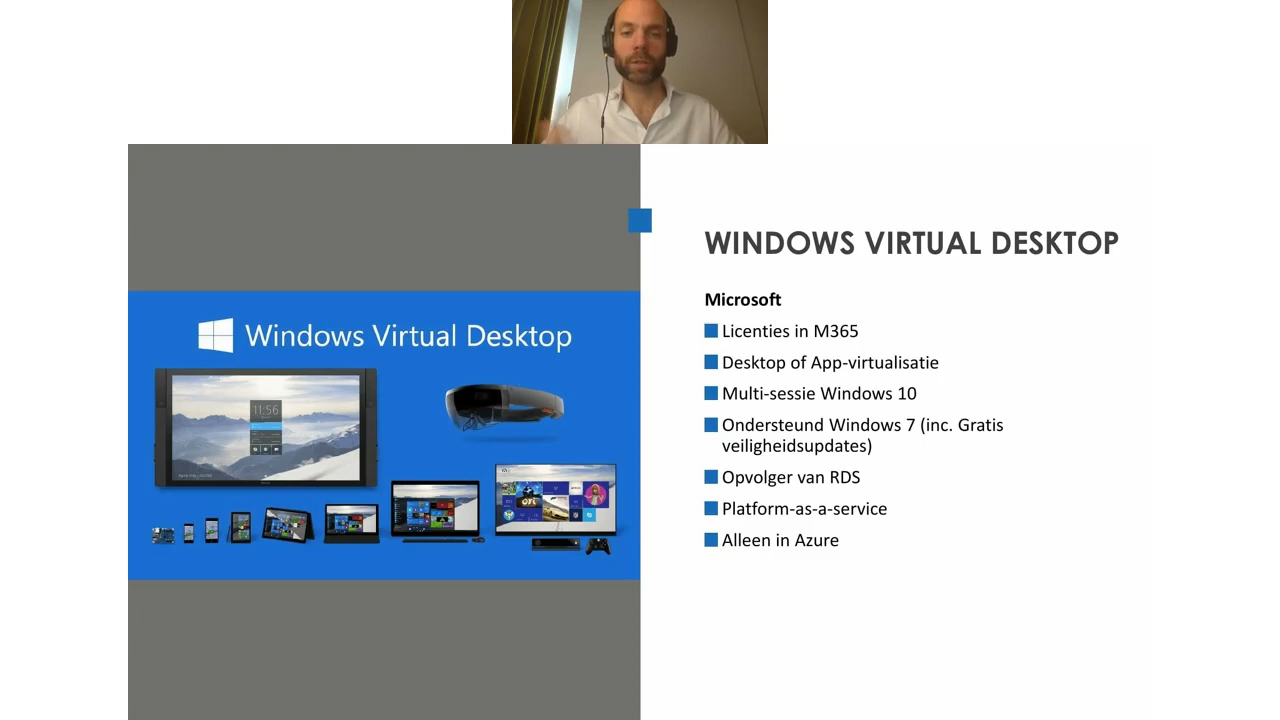 WINDOWS VIRTUAL DESKTOP
Windows Virtual Desktop
11:56
Microsoft
Licenties in M365
Desktop of App-virtualisatie
Multi-sessie Windows 10
Ondersteund Windows 7 (inc. Gratis
veiligheidsupdates)
Opvolger van RDS
Platform-as-a-service
Alleen in Azure